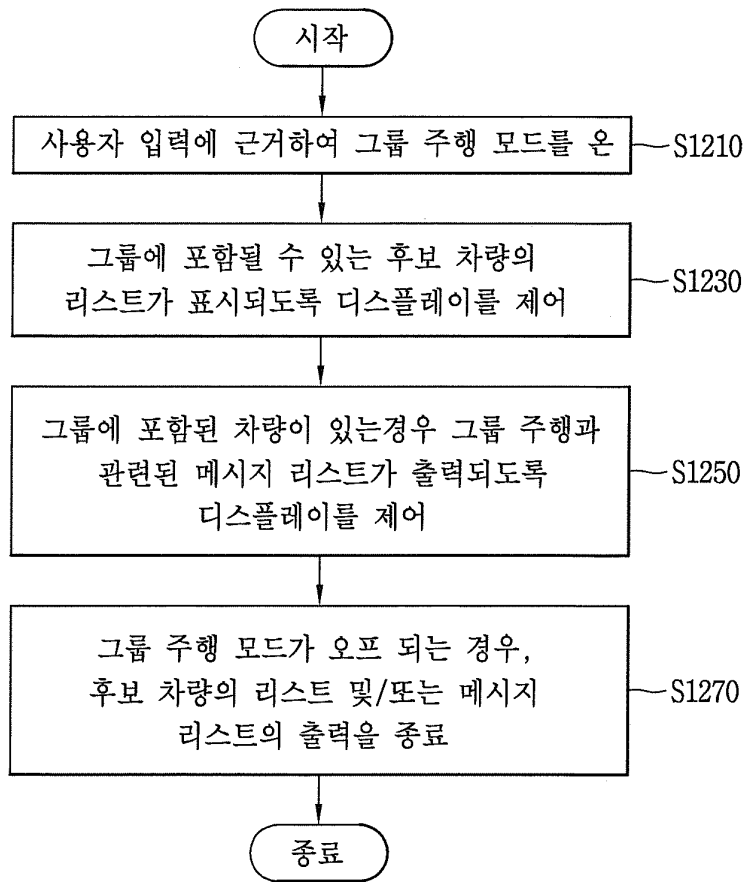 시작
사용자 입력에 근거하여 그룹 주행 모드를 온
S1210
그룹에 포함될 수 있는 후보 차량의
리스트가 표시되도록 디스플레이를 제어
S1230
그룹에 포함된 차량이 있는경우 그룹 주행과
관련된 메시지 리스트가 출력되도록
디스플레이를 제어
S1250
그룹 주행 모드가 오프 되는 경우,
후보 차량의 리스트 및/또는 메시지
리스트의 출력을 종료
S1270
종료